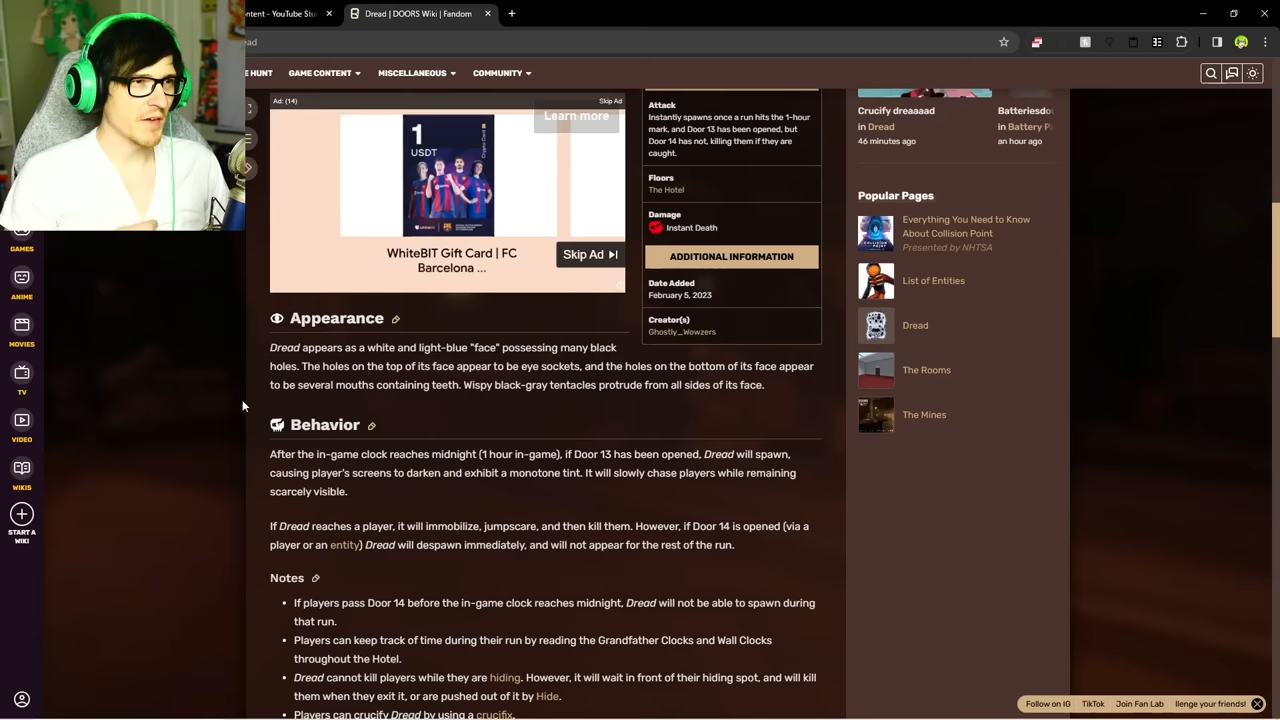 ntent - YouTube Stu
Dread | DOORS Wiki | Fandom
ead
E HUNT
GAME CONTENT
MISCELLANEOUS
COMMUNITY
Ad: (14)
Skip Ad
Learn more
1
USDT
WhiteBIT Gift Card | FC
Barcelona ...
Skip Ad
Attack
Instantly spawns once a run hits the 1-hour
mark, and Door 13 has been opened, but
Door 14 has not, killing them if they are
caught.
Floors
The Hotel
Damage
Instant Death
ADDITIONAL INFORMATION
Date Added
February 5, 2023
Creator(s)
Ghostly_Wowzers
Appearance
Dread appears as a white and light-blue "face" possessing many black
holes. The holes on the top of its face appear to be eye sockets, and the holes on the bottom of its face appear
to be several mouths containing teeth. Wispy black-gray tentacles protrude from all sides of its face.
Behavior
After the in-game clock reaches midnight (1 hour in-game), if Door 13 has been opened, Dread will spawn,
causing player's screens to darken and exhibit a monotone tint. It will slowly chase players while remaining
scarcely visible.
If Dread reaches a player, it will immobilize, jumpscare, and then kill them. However, if Door 14 is opened (via a
player or an entity) Dread will despawn immediately, and will not appear for the rest of the run.
Notes
• If players pass Door 14 before the in-game clock reaches midnight, Dread will not be able to spawn during
that run.
• Players can keep track of time during their run by reading the Grandfather Clocks and Wall Clocks
throughout the Hotel.
• Dread cannot kill players while they are hiding. However, it will wait in front of their hiding spot, and will kill
them when they exit it, or are pushed out of it by Hide.
• Players can crucify Dread by using a crucifix.
Crucify dreaaaad
in Dread
46 minutes ago
Batteriesdo
in Battery P
an hour ago
Popular Pages
Everything You Need to Know
About Collision Point
Presented by NHTSA
List of Entities
Dread
The Rooms
The Mines
GAMES
ANIME
MOVIES
TV
VIDEO
WIKIS
START A
WIKI
Follow on IG
TikTok
Join Fan Lab
llenge your friends!